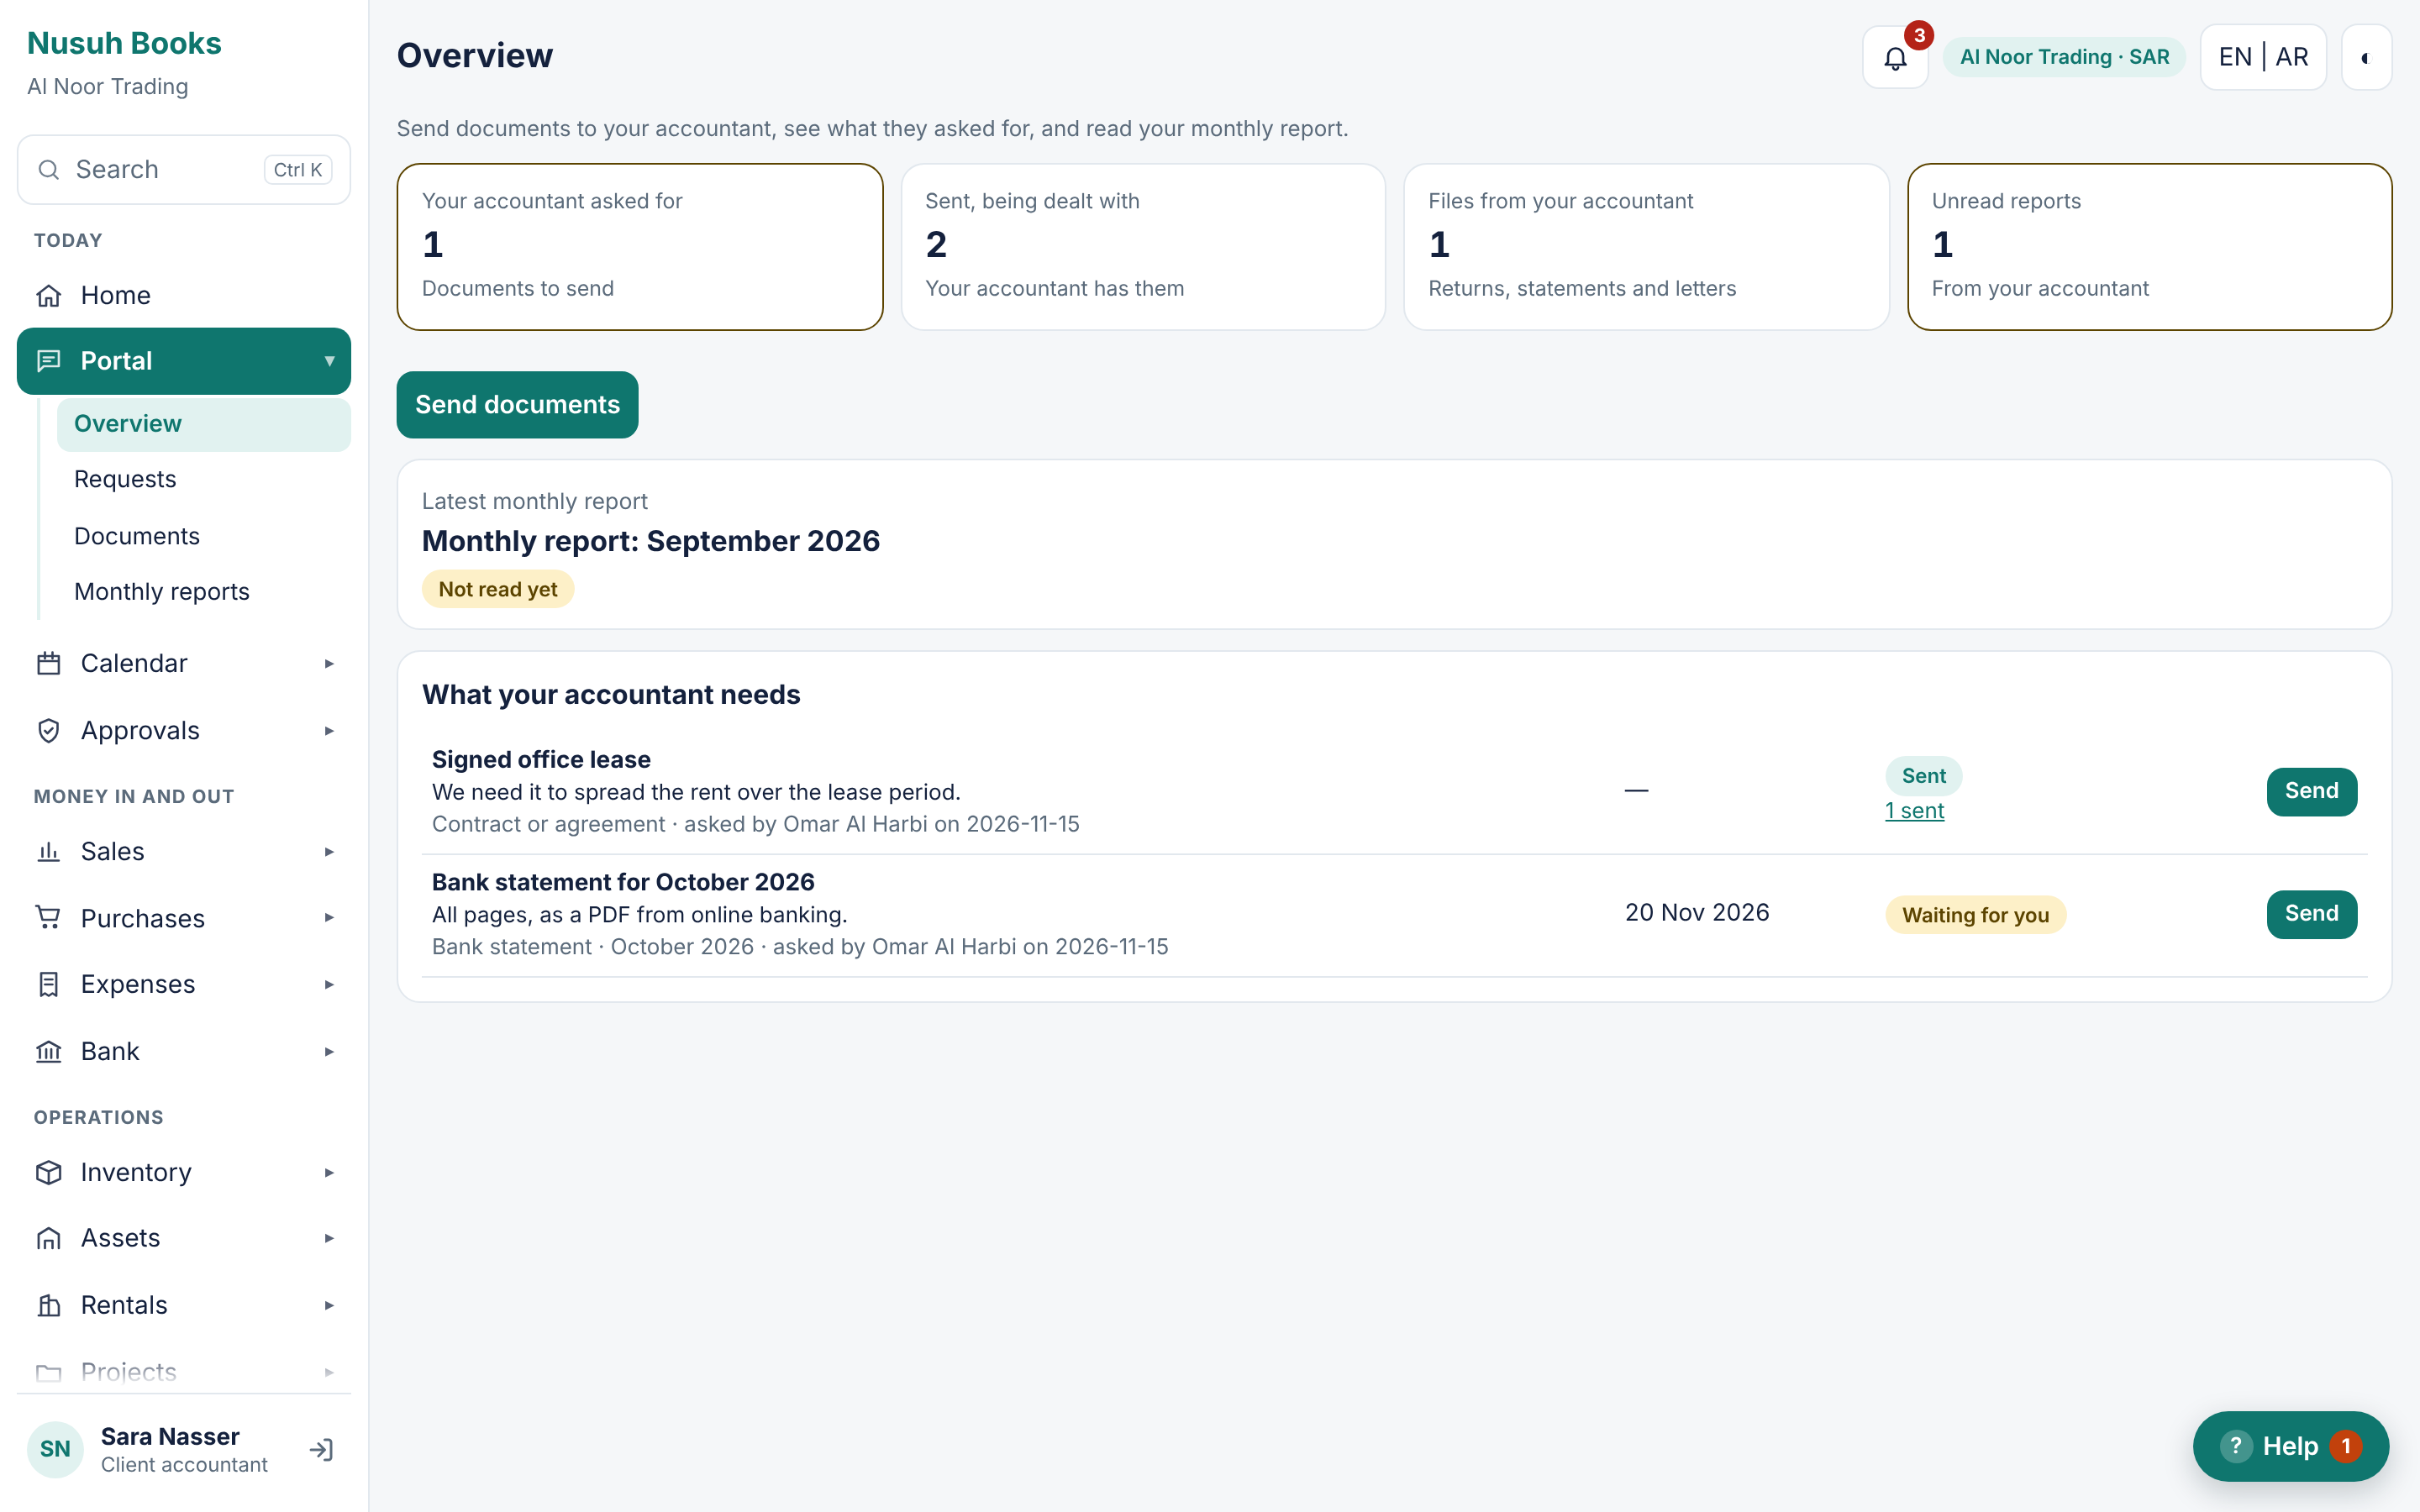 Nusuh Books
Al Noor Trading
Search Ctrl K
TODAY
Home
Portal
Overview
Requests
Documents
Monthly reports
Calendar
Approvals
MONEY IN AND OUT
Sales
Purchases
Expenses
Bank
OPERATIONS
Inventory
Assets
Rentals
Projects
SN
Sara Nasser
Client accountant
Overview
3
Al Noor Trading · SAR
EN | AR
Send documents to your accountant, see what they asked for, and read your monthly report.
Your accountant asked for
1
Documents to send
Sent, being dealt with
2
Your accountant has them
Files from your accountant
1
Returns, statements and letters
Unread reports
1
From your accountant
Send documents
Latest monthly report
Monthly report: September 2026
Not read yet
What your accountant needs
Signed office lease
We need it to spread the rent over the lease period.
Contract or agreement · asked by Omar Al Harbi on 2026-11-15
—
Sent
1 sent
Send
Bank statement for October 2026
All pages, as a PDF from online banking.
Bank statement · October 2026 · asked by Omar Al Harbi on 2026-11-15
20 Nov 2026
Waiting for you
Send
? Help 1